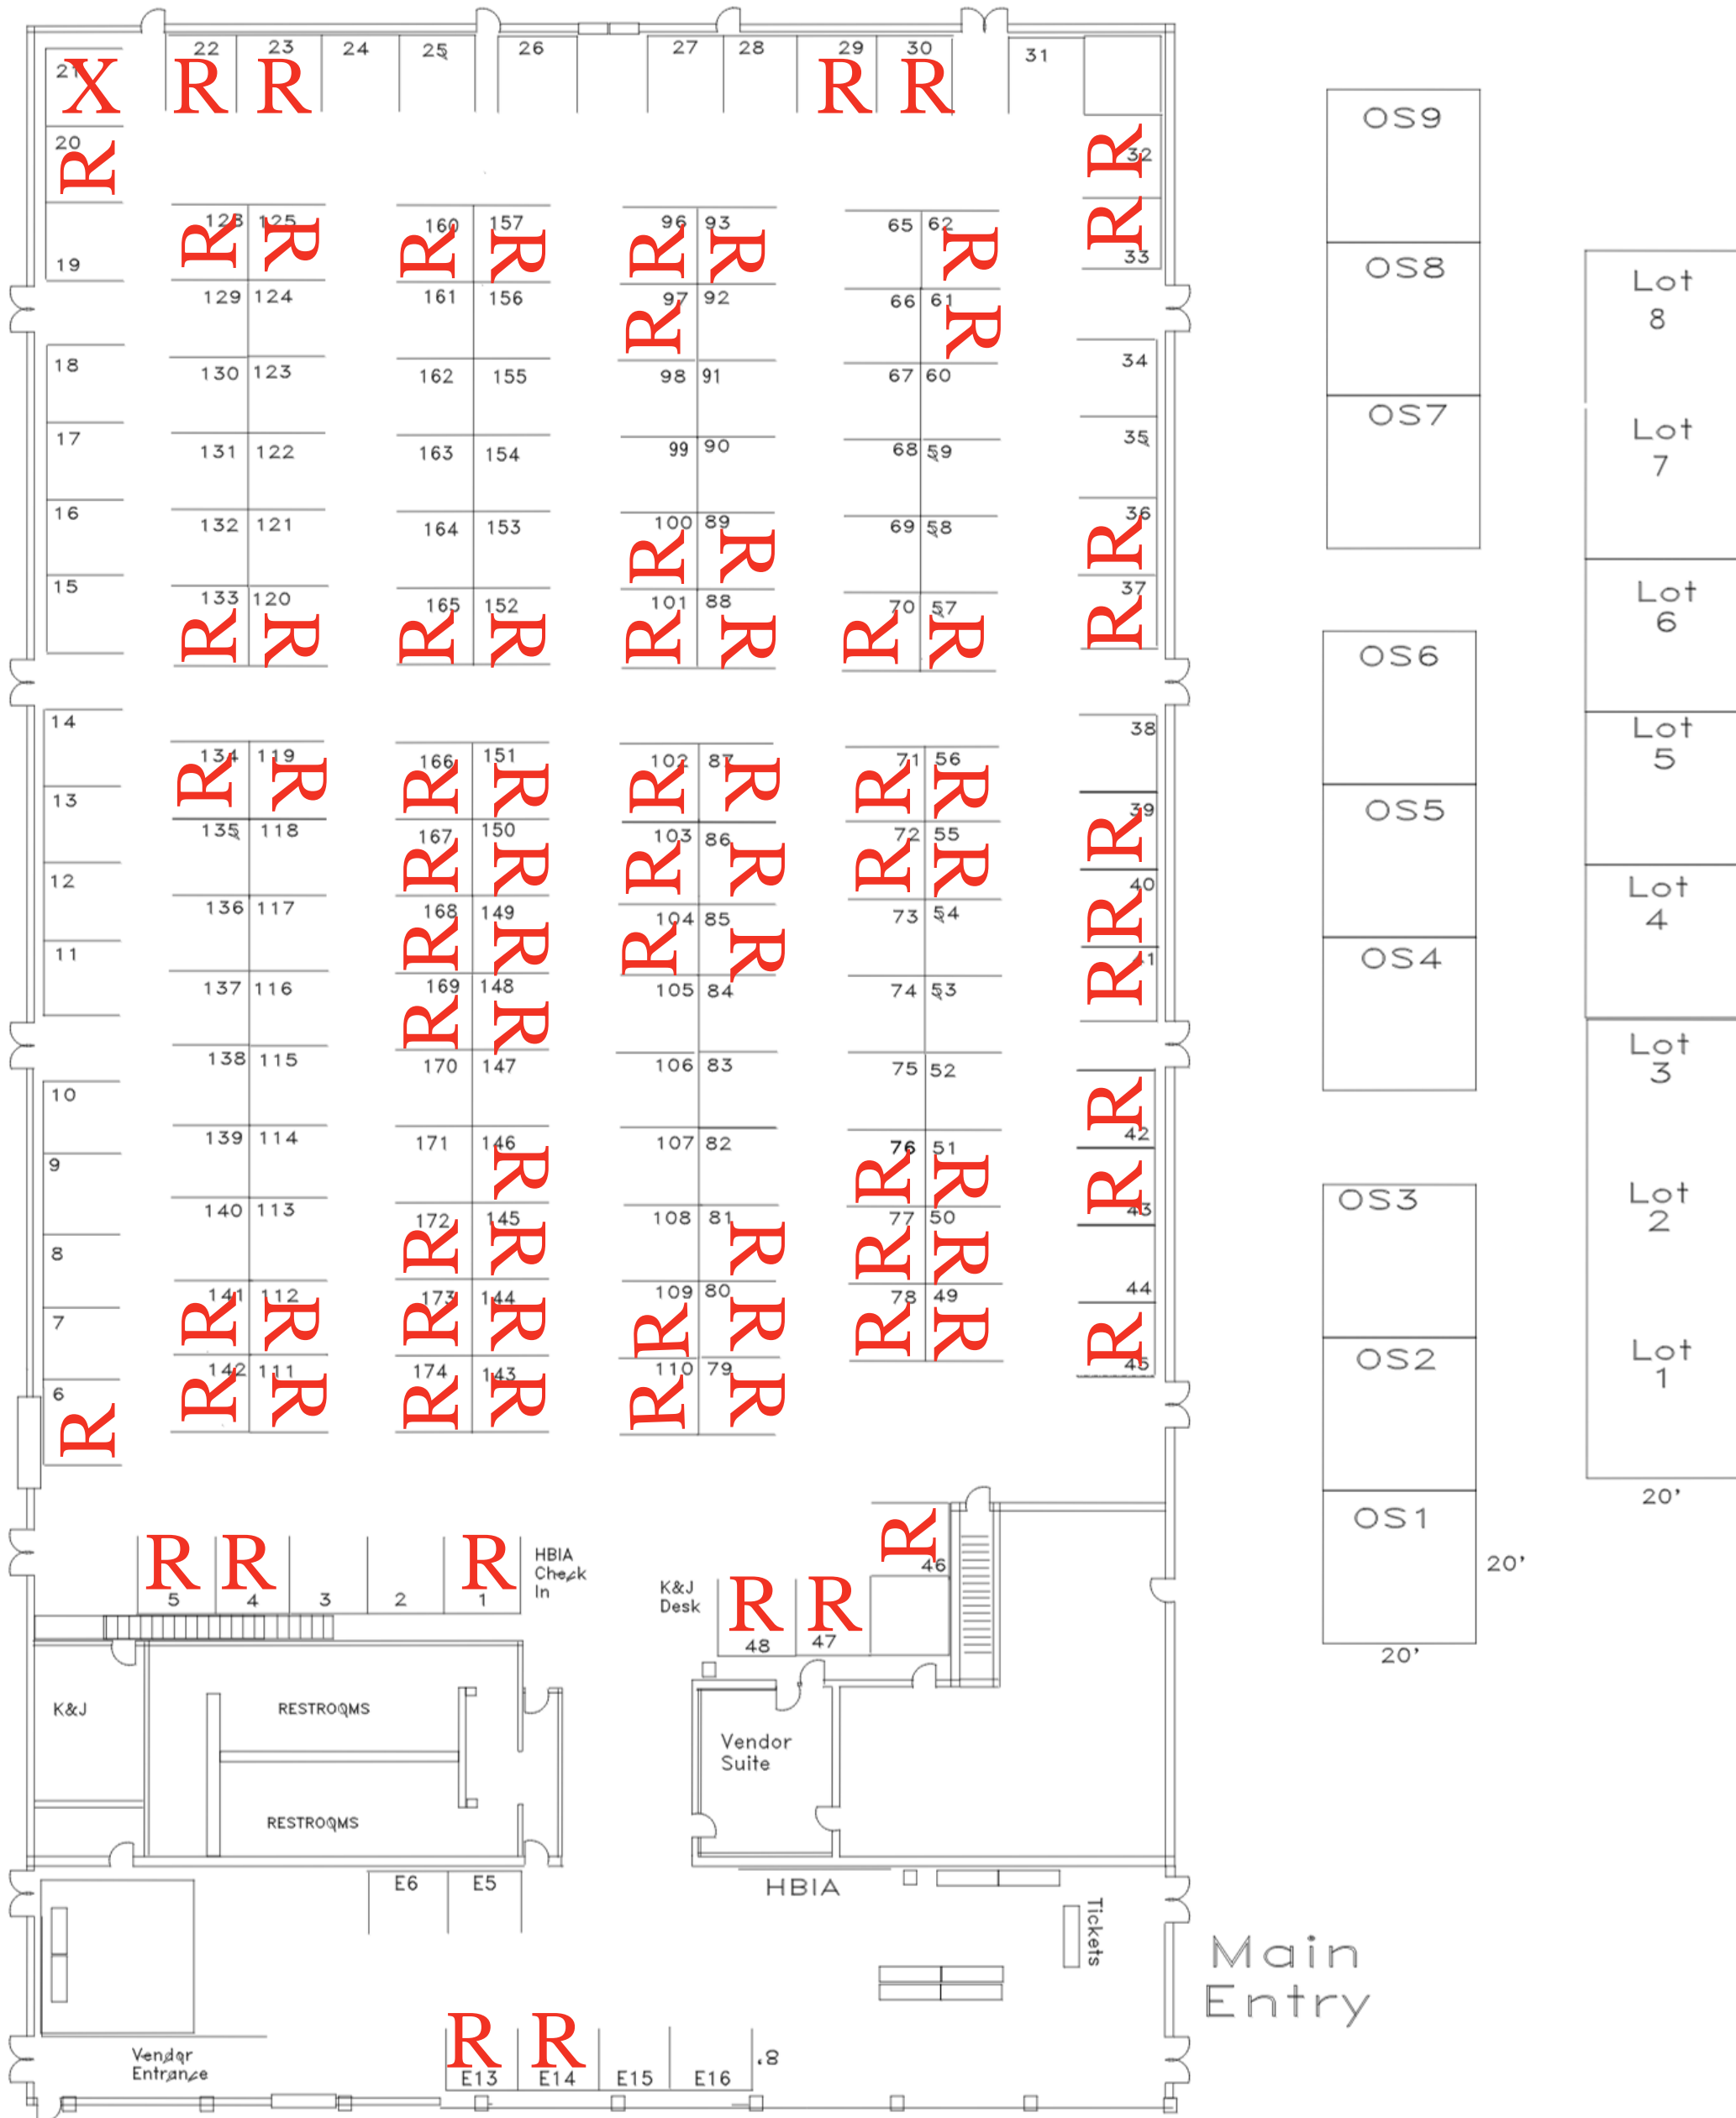 22 23 24 25 26 27 28 29 30 31
21 X R R R R
OS9
20 R
R 32
128 125 160 157 96 93 65 62
R R R R R R R R
19 33
OS8
Lot
8
129 124 161 156 97 92 66 61
R R
18 34
130 123 162 155 98 91 67 60
OS7
Lot
7
17 35
131 122 163 154 99 90 68 59
16 36
132 121 164 153 100 89 69 58
R R R
15 37
133 120 165 152 101 88 70 57
R R R R R R R R R
Lot
6
OS6
14 38
Lot
5
134 119 166 151 102 87 71 56
R R R R R R R R
13 39
R
OS5
135 118 167 150 103 86 72 55
R R R R R R
12 40
R
Lot
4
136 117 168 149 104 85 73 54
R R R R
11 41
R
OS4
137 116 169 148 105 84 74 53
R R
Lot
3
138 115 170 147 106 83 75 52
10
R
42
139 114 171 146 107 82 76 51
R R R
9
R
43
OS3
Lot
2
140 113 172 145 108 81 77 50
R R R R R
8
44
141 112 173 144 109 80 78 49
R R R R R R R R
7
R
45
OS2
Lot
1
142 111 174 143 110 79
R R R R R R
6
R
20'
OS1
20'
20'
R R R
5 4 3 2 1
HBIA
Check
In
R
46
K&J
Desk
R R
48 47
K&J
RESTROOMS
RESTROOMS
Vendor
Suite
E6 E5
HBIA
Tickets
Main
Entry
Vendor
Entrance
R R
E13 E14 E15 E16
8'